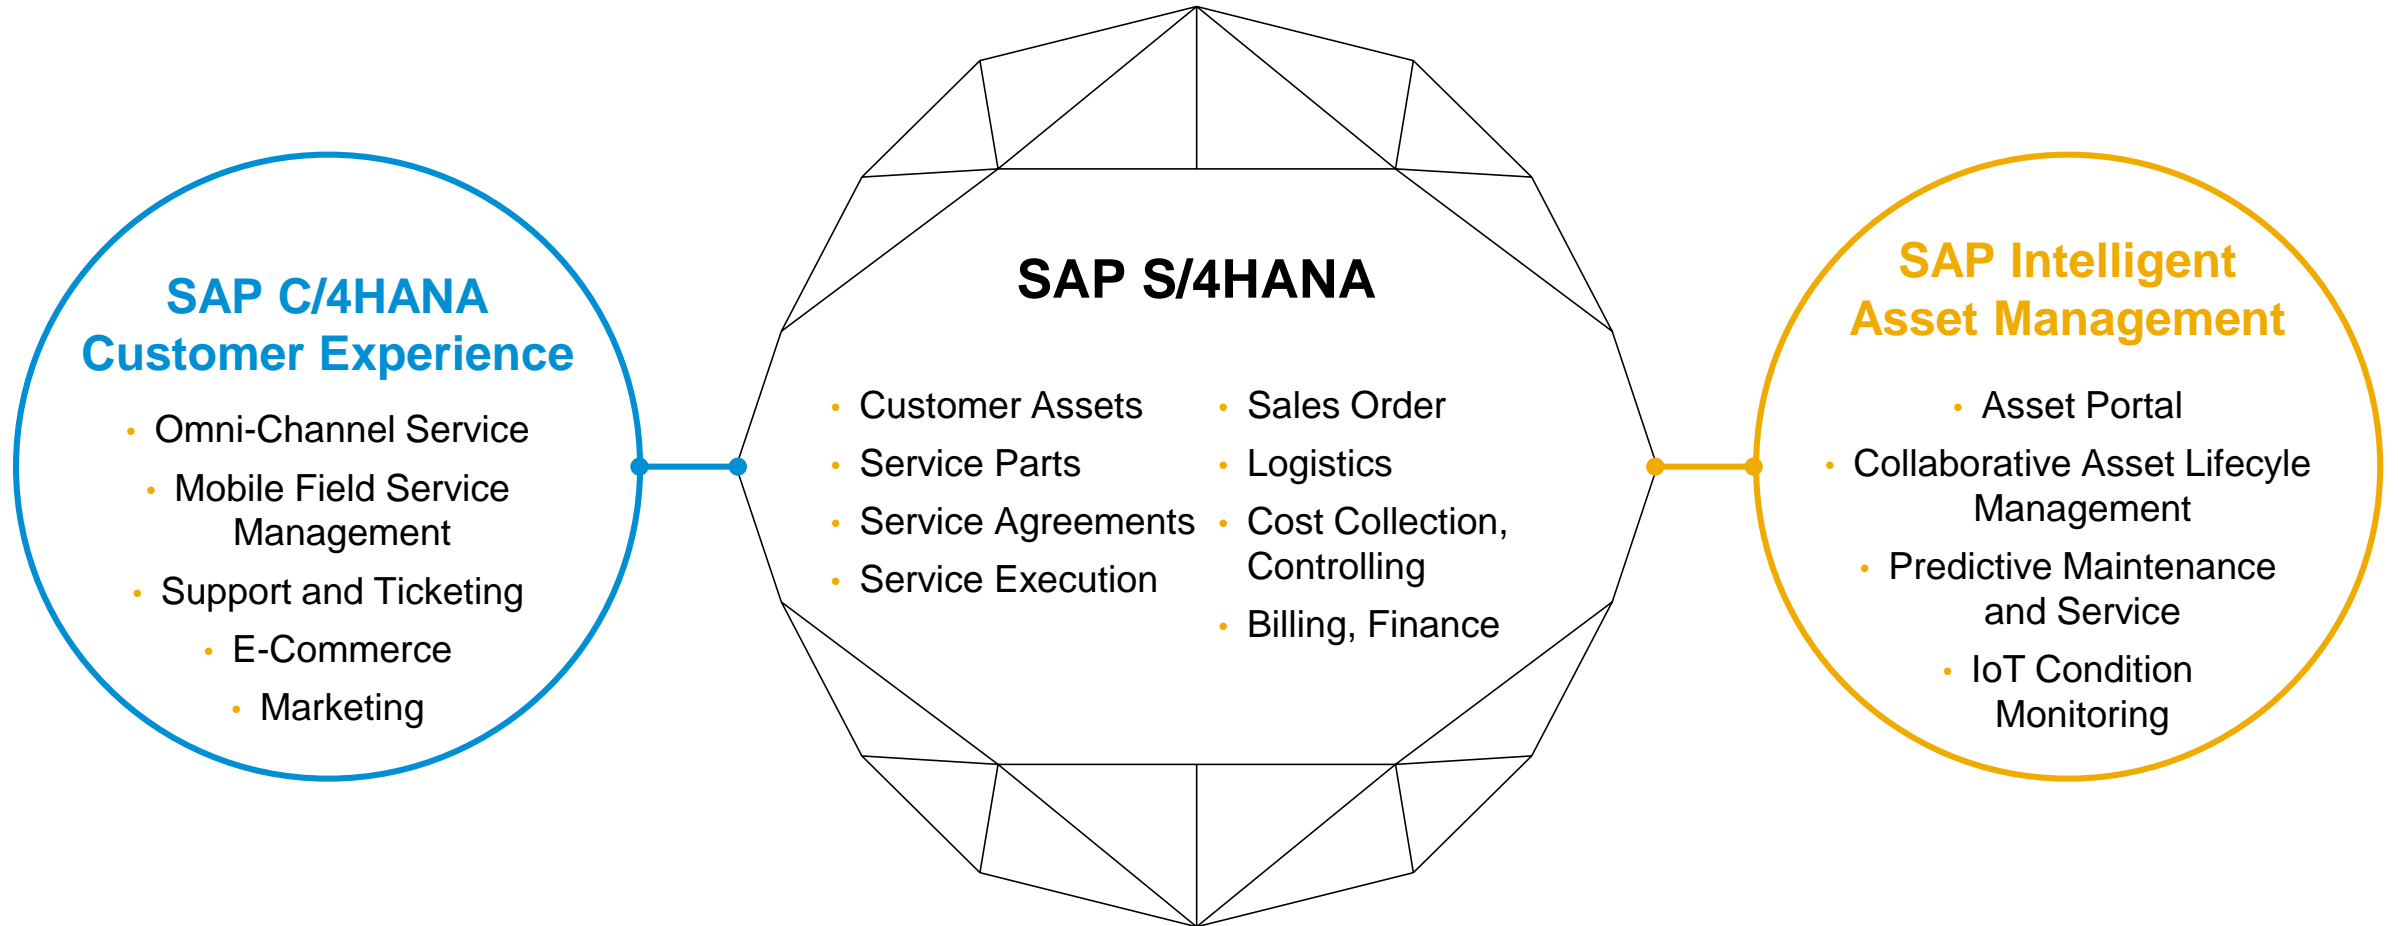 SAP C/4HANA
Customer Experience
• Omni-Channel Service
• Mobile Field Service
Management
• Support and Ticketing
• E-Commerce
• Marketing
SAP S/4HANA
• Customer Assets
• Service Parts
• Service Agreements
• Service Execution
• Sales Order
• Logistics
• Cost Collection,
Controlling
• Billing, Finance
SAP Intelligent
Asset Management
• Asset Portal
• Collaborative Asset Lifecyle
Management
• Predictive Maintenance
and Service
• IoT Condition
Monitoring